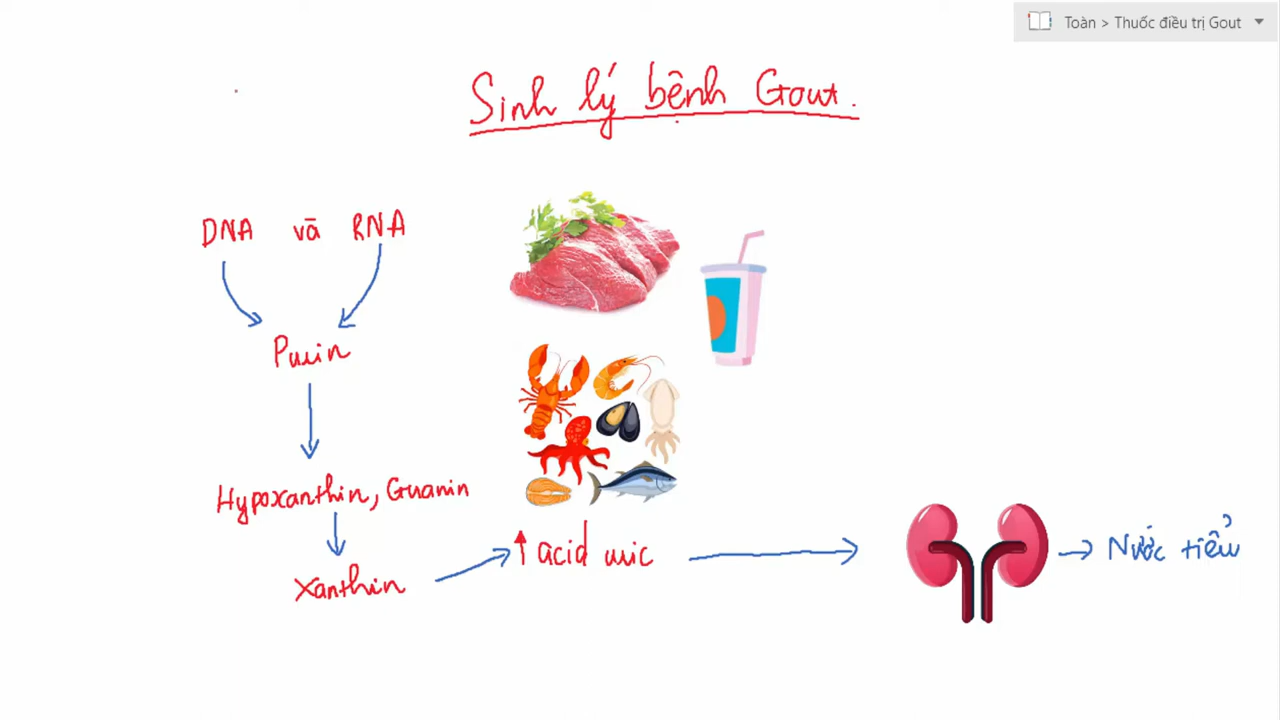 Toàn > Thuốc điều trị Gout
Sinh lý bệnh Gout.
DNA và RNA
Purin
Hypoxanthin, Guanin
Xanthin
↑ acid uric
Nước tiểu